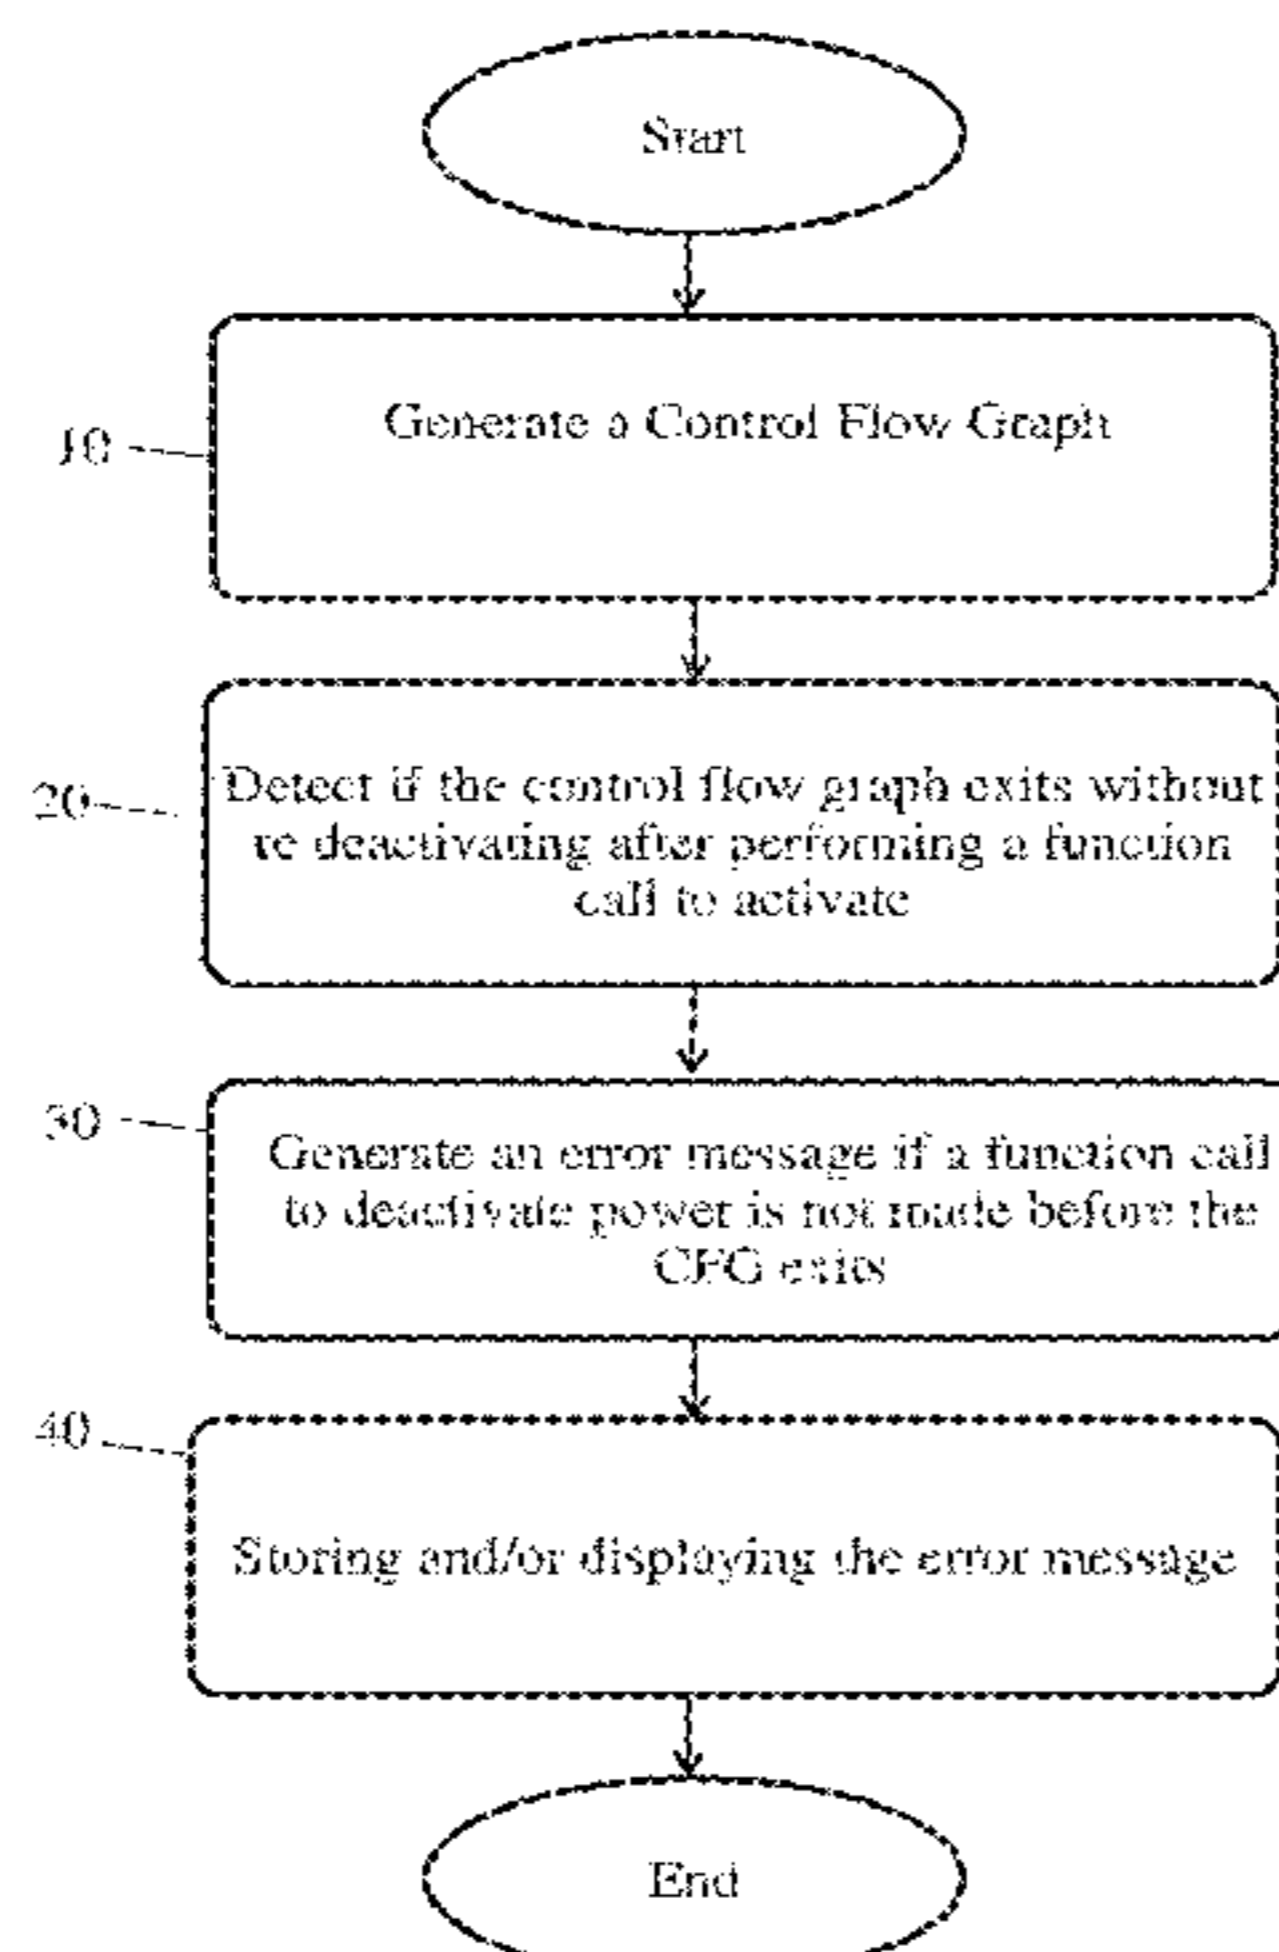 Start
10
Generate a Control Flow Graph
20
Detect if the control flow graph exits without
re deactivating after performing a function
call to activate
30
Generate an error message if a function call
to deactivate power is not made before the
CFG exits
40
Storing and/or displaying the error message
End